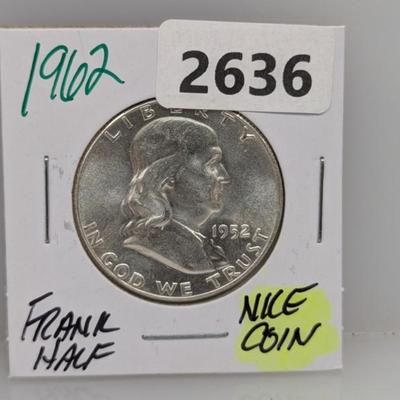 1962
2636
LIBERTY
1952
IN GOD WE TRUST
FRANK
HALF
NICE
COIN